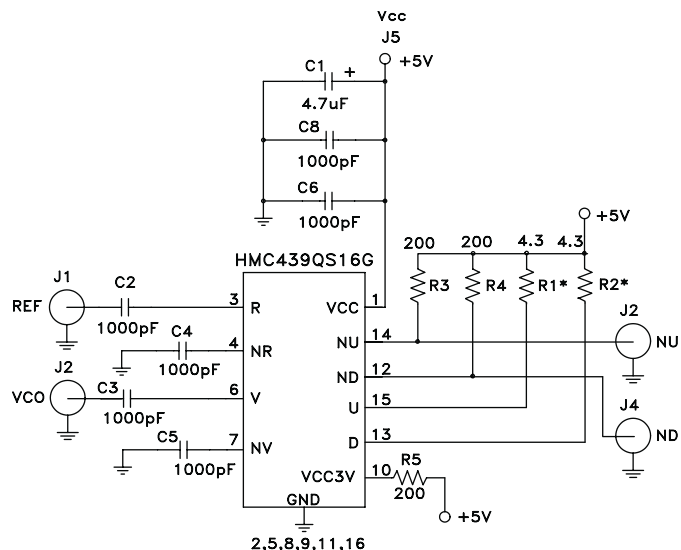 Vcc
J5
+5V
C1
+
4.7uF
C8
1000pF
C6
1000pF
+5V
200 200 4.3 4.3
HMC439QS16G
R3 R4 R1* R2*
J1
REF
C2
1000pF
3 R
VCC 1
J2
NU
NU 14
C4
1000pF
4 NR
ND 12
J2
VCO
C3
1000pF
6 V
U 15
J4
ND
C5
1000pF
7 NV
D 13
VCC3V 10
R5
200
+5V
GND
2,5,8,9,11,16